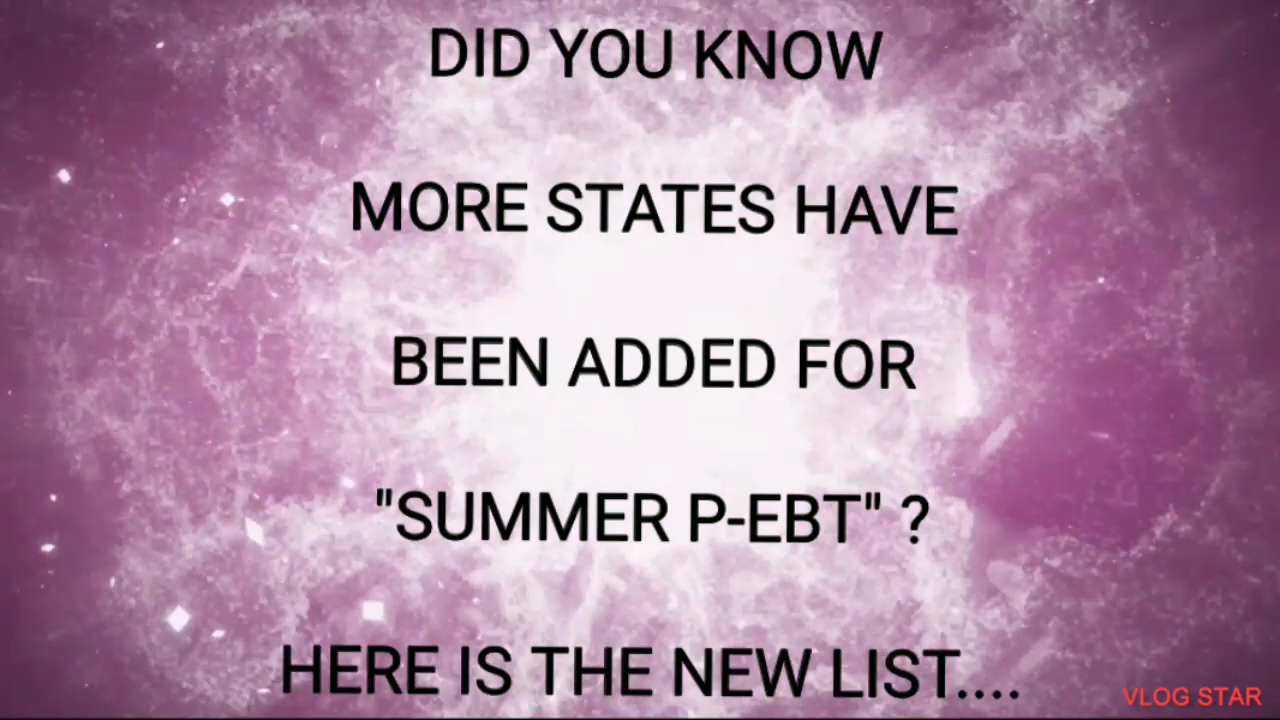 DID YOU KNOW
MORE STATES HAVE
BEEN ADDED FOR
"SUMMER P-EBT" ?
HERE IS THE NEW LIST....
VLOG STAR